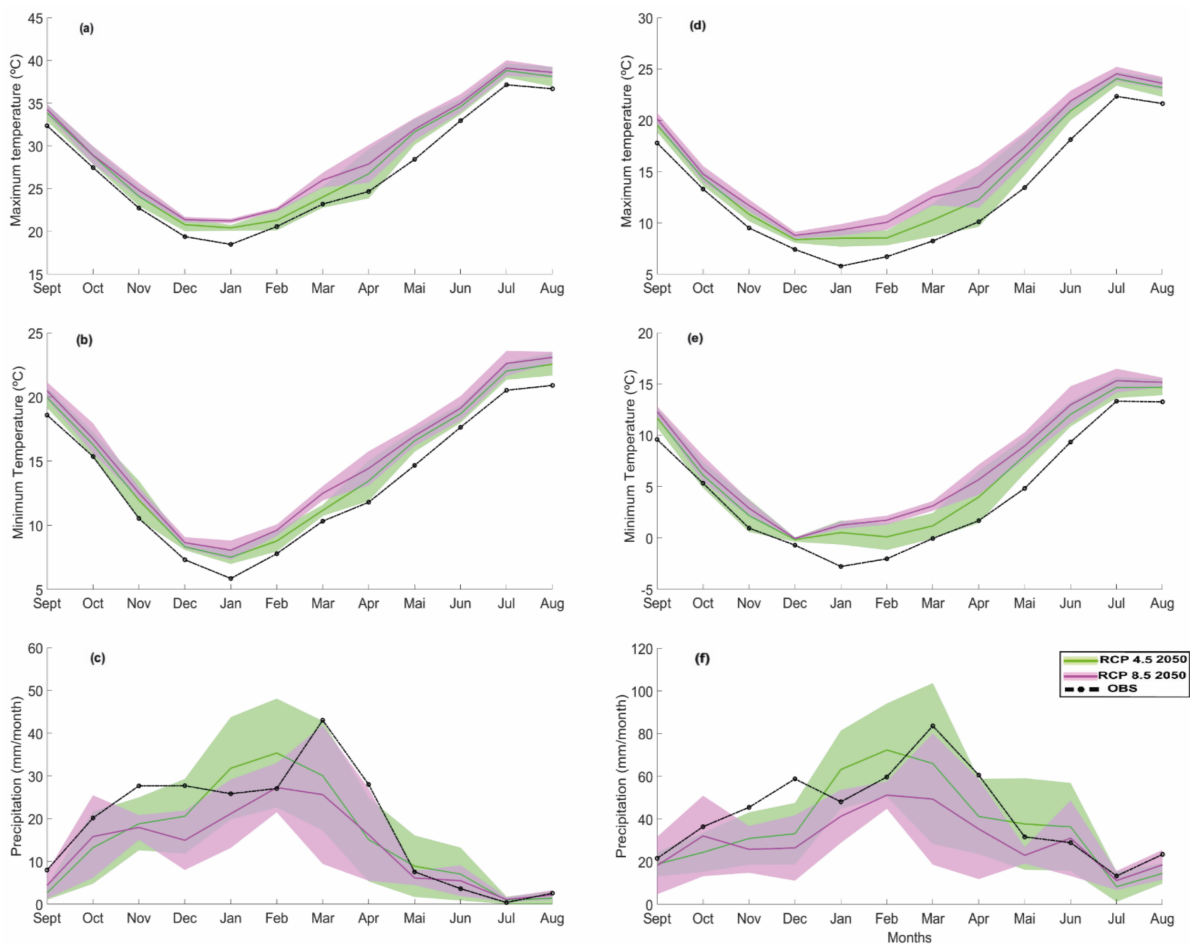 (a)
Maximum temperature (ºC)
45
40
35
30
25
20
15
Sept Oct Nov Dec Jan Feb Mar Apr Mai Jun Jul Aug
(d)
Maximum temperature (ºC)
30
25
20
15
10
5
Sept Oct Nov Dec Jan Feb Mar Apr Mai Jun Jul Aug
(b)
Minimum Temperature (ºC)
25
20
15
10
5
Sept Oct Nov Dec Jan Feb Mar Apr Mai Jun Jul Aug
(e)
Minimum Temperature (ºC)
20
15
10
5
0
-5
Sept Oct Nov Dec Jan Feb Mar Apr Mai Jun Jul Aug
(c)
Precipitation (mm/month)
60
50
40
30
20
10
0
Sept Oct Nov Dec Jan Feb Mar Apr Mai Jun Jul Aug
(f)
Precipitation (mm/month)
120
100
80
60
40
20
0
Sept Oct Nov Dec Jan Feb Mar Apr Mai Jun Jul Aug
Months
RCP 4.5 2050
RCP 8.5 2050
OBS